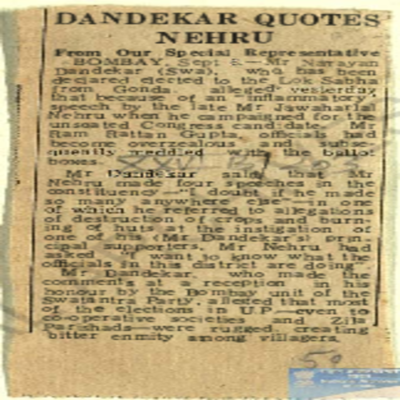 DANDEKAR QUOTES
NEHRU
From Our Special Representative
BOMBAY, Sept 8.—Mr Narayan
Dandekar (Swa), who has been
declared elected to the Lok Sabha
from Gonda, alleged yesterday
that because of an "inflammatory"
speech by the late Mr Jawaharlal
Nehru when he campaigned for the
unseated Congress candidate, Mr
Ram Rattan Gupta, officials had
become overzealous and subse-
quently meddled with the ballot
boxes.
Mr Dandekar said that Mr
Nehru made four speeches in the
constituency—"I doubt if he made
so many anywhere else"—in one
of which he referred to allegations
of destruction of crops and burn-
ing of huts at the instigation of
one of his (Mr Dandekar's) prin-
cipal supporters. Mr Nehru had
asked "I want to know what the
officials in this district are doing."
Mr Dandekar, who made the
comments at a reception in his
honour by the Bombay unit of the
Swatantra Party, alleged that most
of the elections in U.P—even to
co-operative societies and Zila
Parishads—were rugged, creating
bitter enmity among villagers.
50